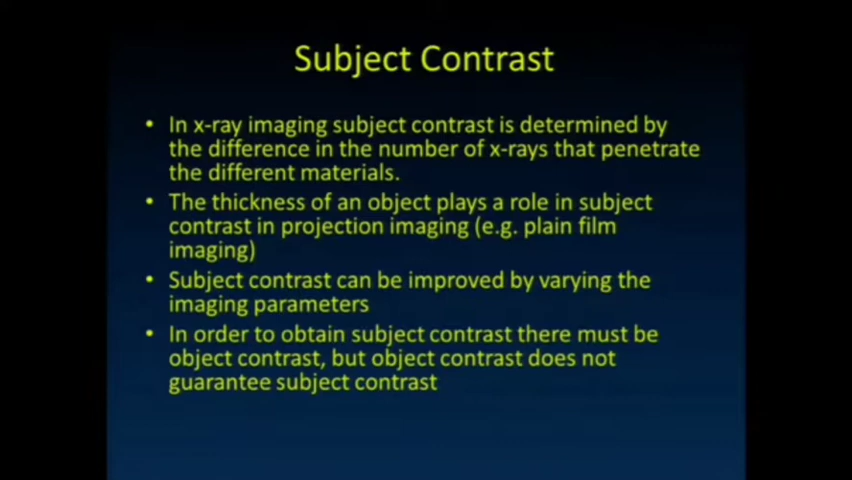 Subject Contrast
• In x-ray imaging subject contrast is determined by
the difference in the number of x-rays that penetrate
the different materials.
• The thickness of an object plays a role in subject
contrast in projection imaging (e.g. plain film
imaging)
• Subject contrast can be improved by varying the
imaging parameters
• In order to obtain subject contrast there must be
object contrast, but object contrast does not
guarantee subject contrast